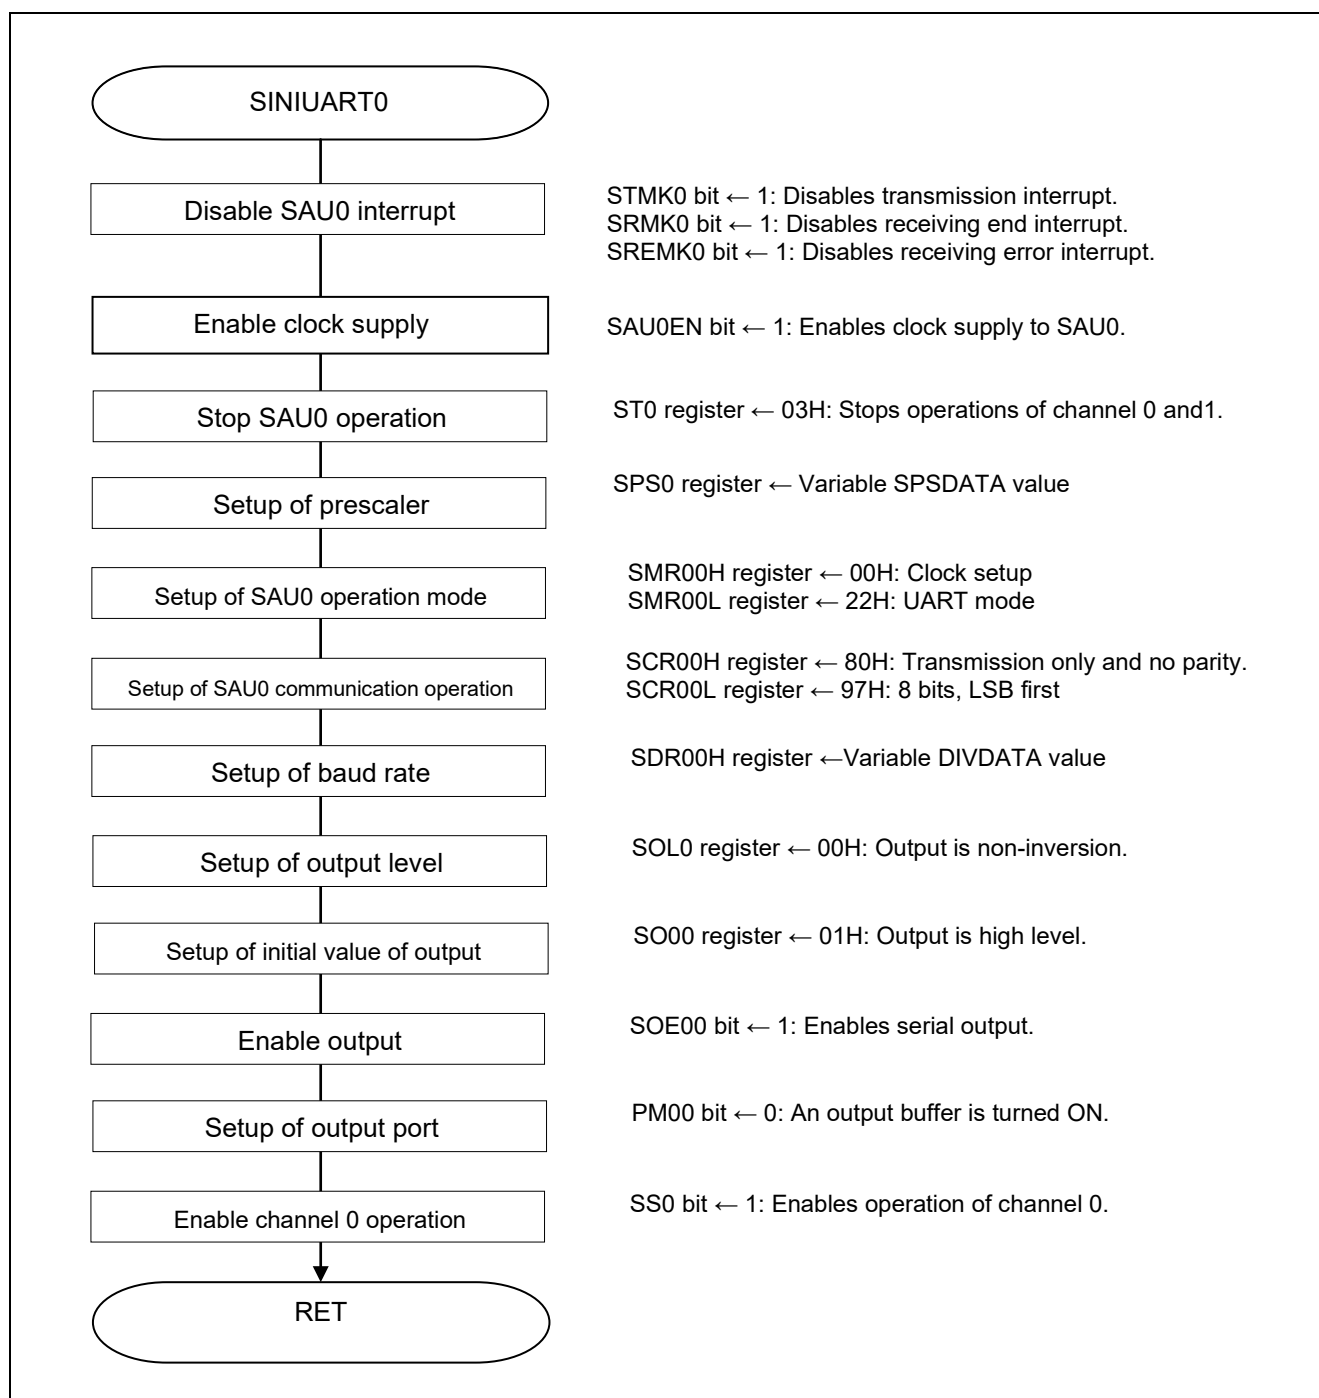 SINIUART0
Disable SAU0 interrupt
STMK0 bit ← 1: Disables transmission interrupt.
SRMK0 bit ← 1: Disables receiving end interrupt.
SREMK0 bit ← 1: Disables receiving error interrupt.
Enable clock supply
SAU0EN bit ← 1: Enables clock supply to SAU0.
Stop SAU0 operation
ST0 register ← 03H: Stops operations of channel 0 and1.
Setup of prescaler
SPS0 register ← Variable SPSDATA value
Setup of SAU0 operation mode
SMR00H register ← 00H: Clock setup
SMR00L register ← 22H: UART mode
Setup of SAU0 communication operation
SCR00H register ← 80H: Transmission only and no parity.
SCR00L register ← 97H: 8 bits, LSB first
Setup of baud rate
SDR00H register ←Variable DIVDATA value
Setup of output level
SOL0 register ← 00H: Output is non-inversion.
Setup of initial value of output
SO00 register ← 01H: Output is high level.
Enable output
SOE00 bit ← 1: Enables serial output.
Setup of output port
PM00 bit ← 0: An output buffer is turned ON.
Enable channel 0 operation
SS0 bit ← 1: Enables operation of channel 0.
RET